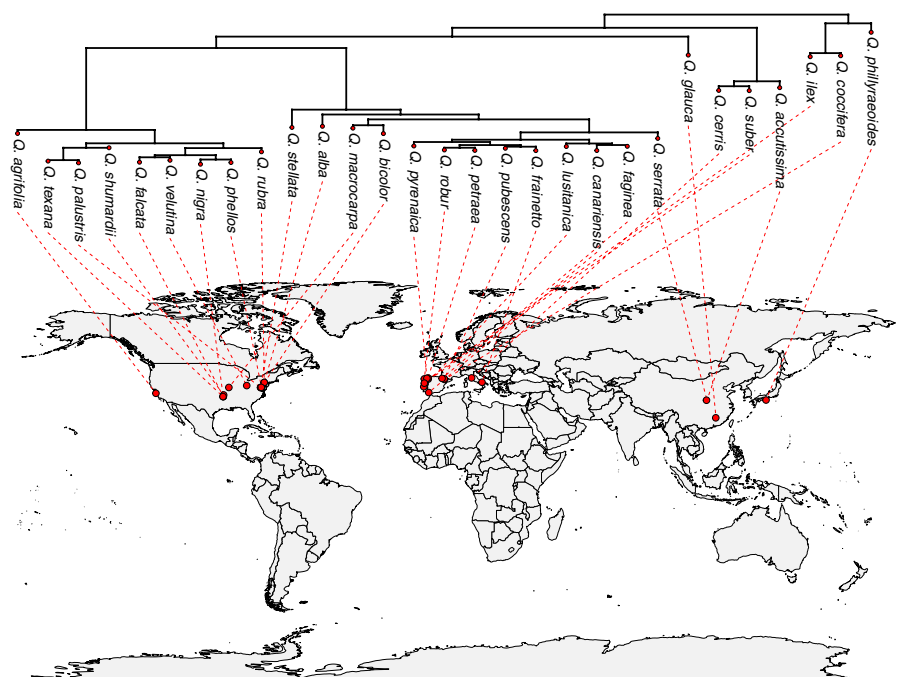 Q. agrifolia
Q. texana
Q. palustris
Q. shumardii
Q. falcata
Q. velutina
Q. nigra
Q. phellos
Q. rubra
Q. stellata
Q. alba
Q. macrocarpa
Q. bicolor
Q. pyrenaica
Q. robur
Q. petraea
Q. pubescens
Q. frainetto
Q. lusitanica
Q. canariensis
Q. faginea
Q. serrata
Q. glauca
Q. cerris
Q. suber
Q. accutissima
Q. ilex
Q. coccifera
Q. phillyraeoides